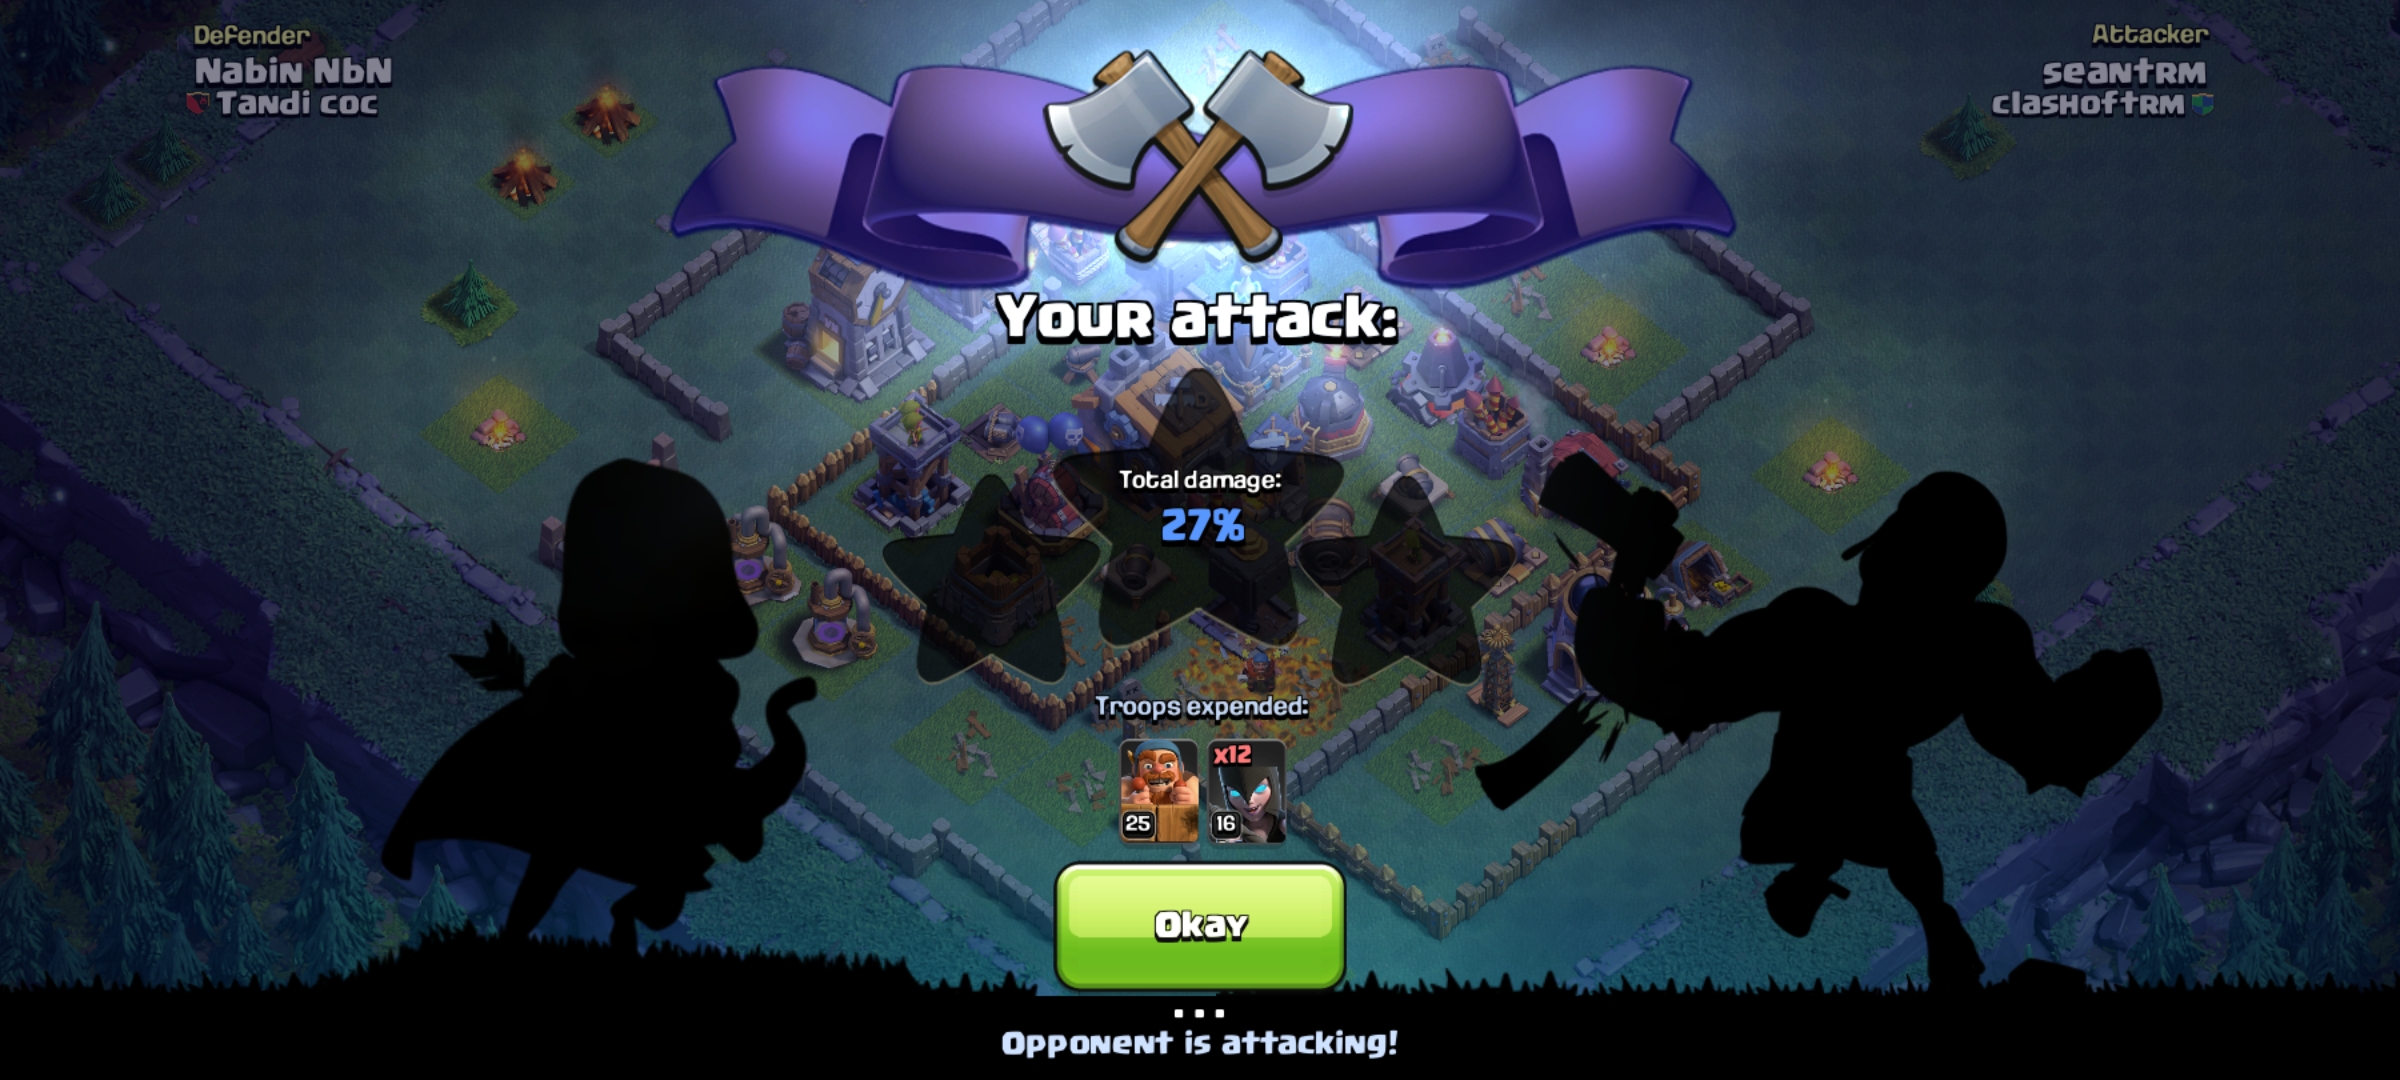 Defender
Nabin NbN
Tandi coc
Attacker
seantRM
clashoftRM
Your attack:
Total damage:
27%
Troops expended:
x12
25
16
Okay
...
Opponent is attacking!